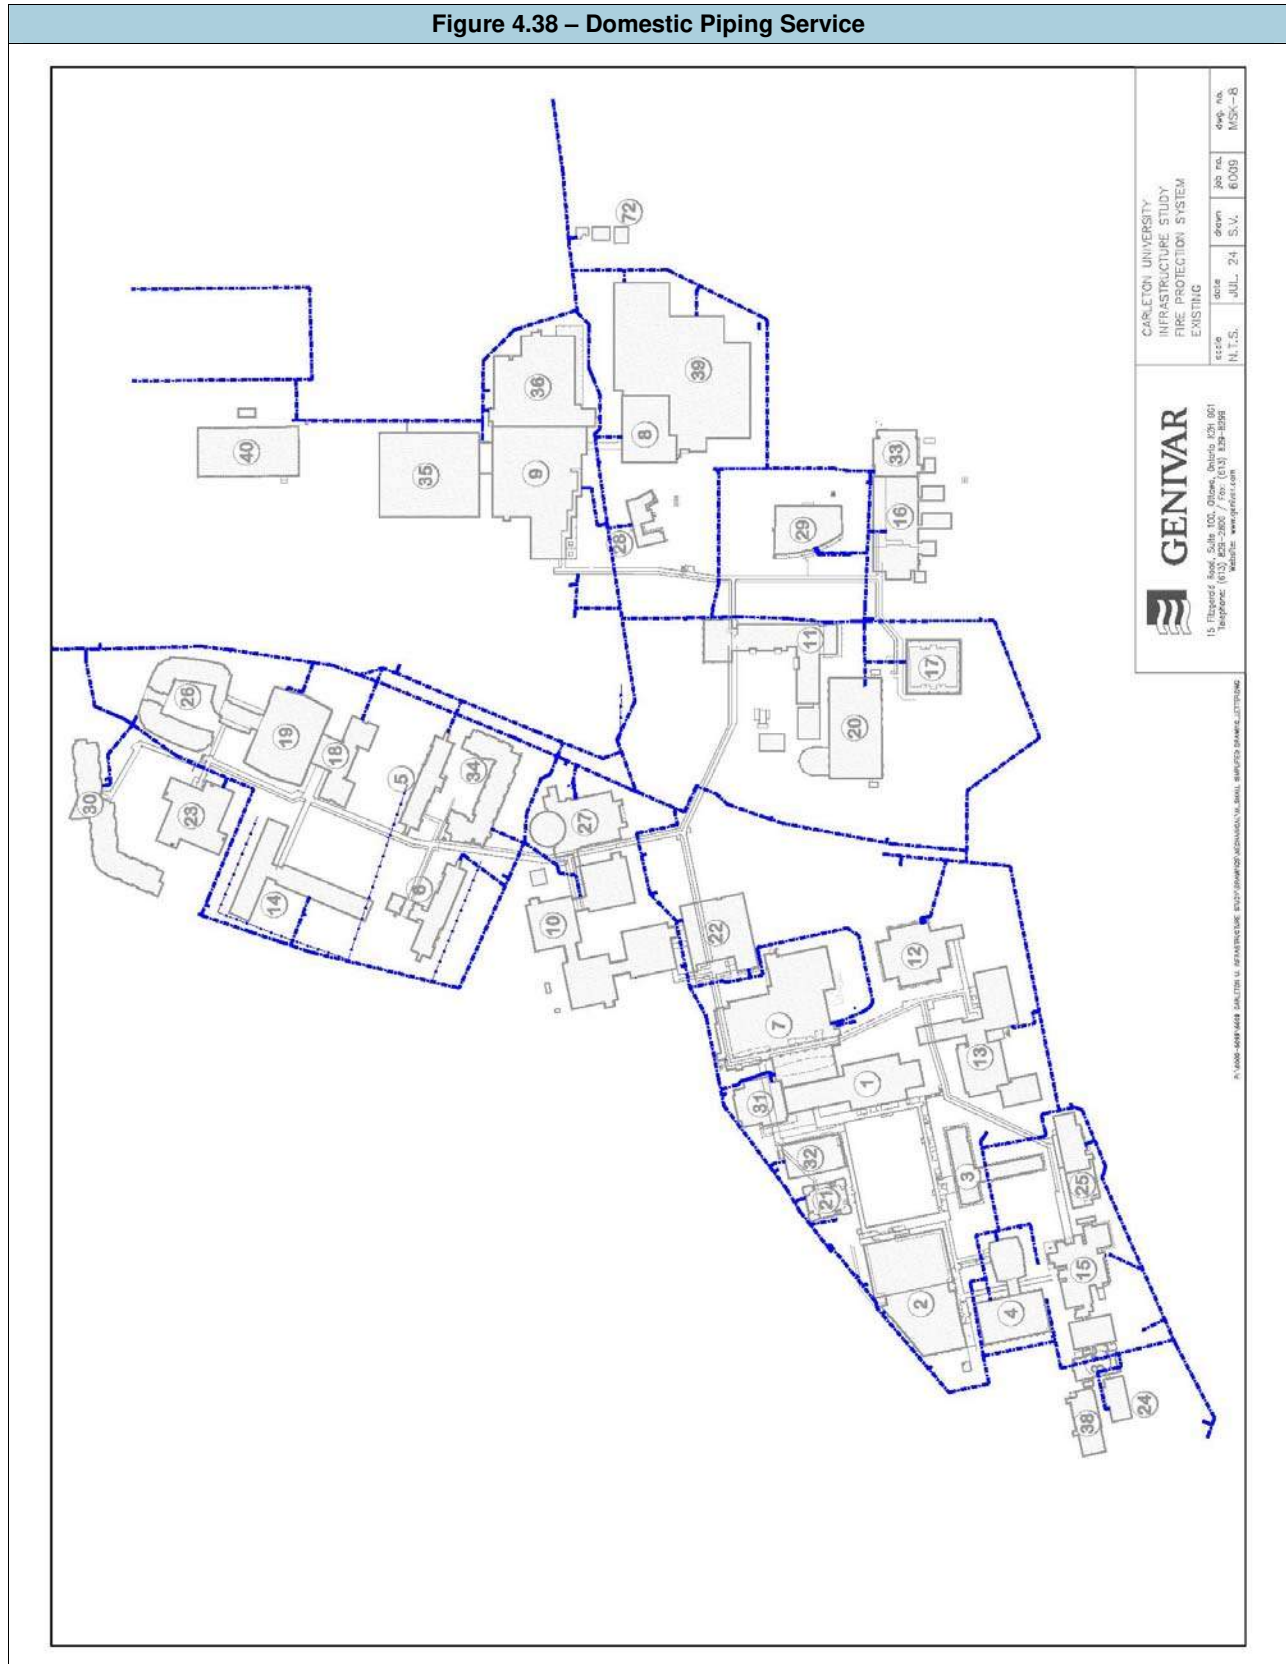 Figure 4.38 – Domestic Piping Service
CARLETON UNIVERSITY
INFRASTRUCTURE STUDY
FIRE PROTECTION SYSTEM
EXISTING
scale
N.T.S.
date
JUL. 24
drawn
S.V.
job no.
6009
dwg. no.
MSK-8
GENIVAR
15 Fitzgerald Road, Suite 100, Ottawa, Ontario K2H 9G1
Telephone: (613) 829-2800 / Fax: (613) 829-8299
Website: www.genivar.com
72
40
35
36
9
8
39
28
29
33
16
11
17
20
26
19
18
30
23
5
34
14
6
27
10
22
7
12
13
31
1
32
21
3
25
2
4
15
38
24